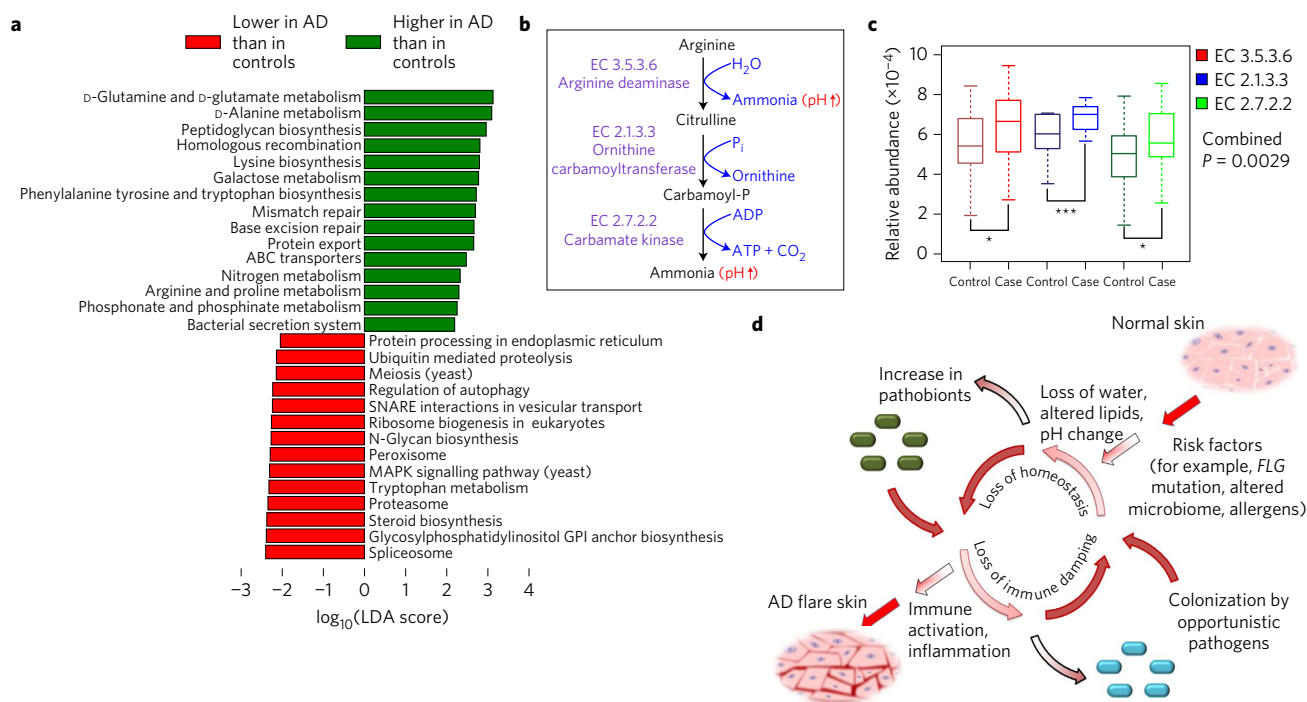 a
Lower in AD
than in
controls
Higher in AD
than in
controls
D-Glutamine and D-glutamate metabolism
D-Alanine metabolism
Peptidoglycan biosynthesis
Homologous recombination
Lysine biosynthesis
Galactose metabolism
Phenylalanine tyrosine and tryptophan biosynthesis
Mismatch repair
Base excision repair
Protein export
ABC transporters
Nitrogen metabolism
Arginine and proline metabolism
Phosphonate and phosphinate metabolism
Bacterial secretion system
Protein processing in endoplasmic reticulum
Ubiquitin mediated proteolysis
Meiosis (yeast)
Regulation of autophagy
SNARE interactions in vesicular transport
Ribosome biogenesis in eukaryotes
N-Glycan biosynthesis
Peroxisome
MAPK signalling pathway (yeast)
Tryptophan metabolism
Proteasome
Steroid biosynthesis
Glycosylphosphatidylinositol GPI anchor biosynthesis
Spliceosome
−3 −2 −1 0 1 2 3 4
log10(LDA score)
b
Arginine
EC 3.5.3.6
Arginine deaminase
H2O
Ammonia (pH↑)
Citrulline
EC 2.1.3.3
Ornithine
carbamoyltransferase
Pi
Ornithine
Carbamoyl-P
EC 2.7.2.2
Carbamate kinase
ADP
ATP + CO2
Ammonia (pH↑)
c
Relative abundance (×10−4)
10
8
6
4
2
0
*
***
*
Control Case Control Case Control Case
EC 3.5.3.6
EC 2.1.3.3
EC 2.7.2.2
Combined
P = 0.0029
d
Normal skin
Increase in
pathobionts
Loss of water,
altered lipids,
pH change
Risk factors
(for example, FLG
mutation, altered
microbiome, allergens)
Loss of homeostasis
Loss of immune damping
AD flare skin
Immune
activation,
inflammation
Colonization by
opportunistic
pathogens